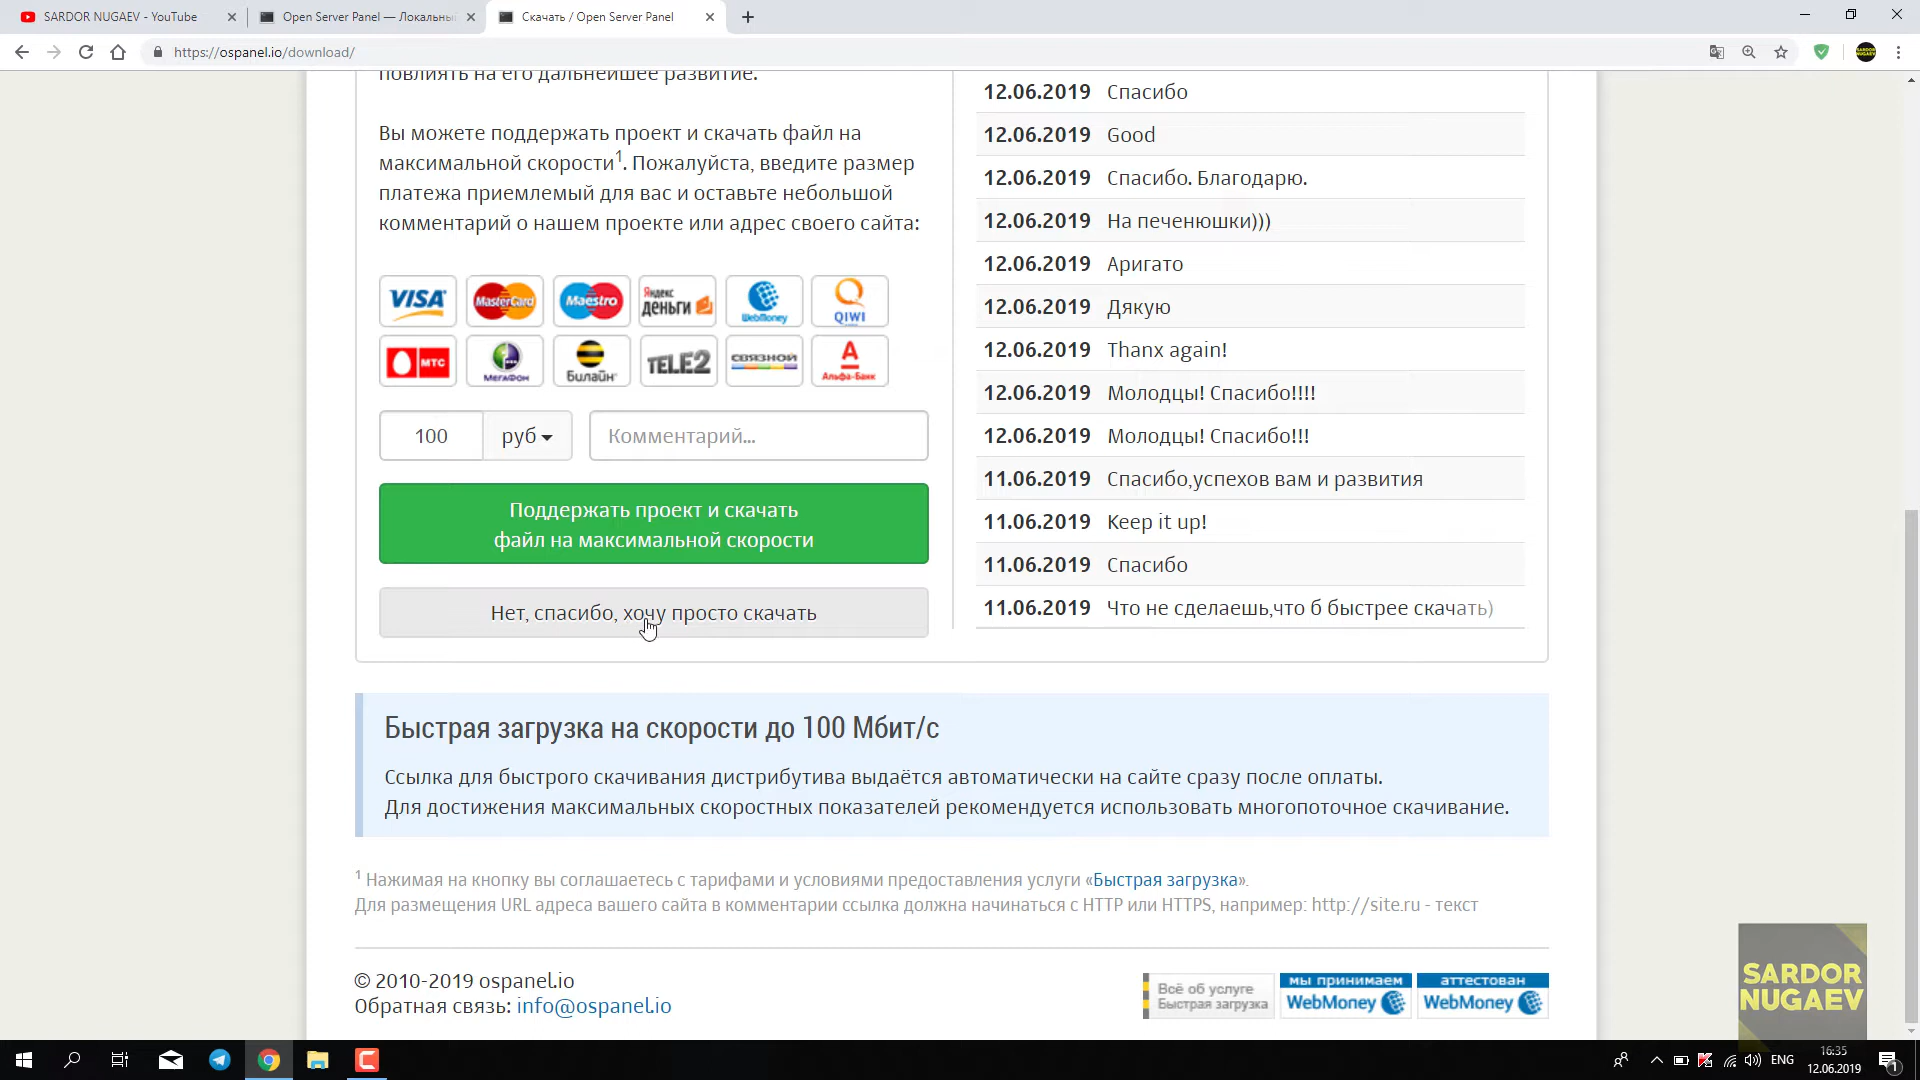 SARDOR NUGAEV - YouTube
Open Server Panel — Локальны
Скачать / Open Server Panel
https://ospanel.io/download/
повлиять на его дальнейшее развитие.
Вы можете поддержать проект и скачать файл на
максимальной скорости1. Пожалуйста, введите размер
платежа приемлемый для вас и оставьте небольшой
комментарий о нашем проекте или адрес своего сайта:
VISA MasterCard Maestro Яндекс деньги WebMoney QIWI
МТС МегаФон Билайн TELE2 СВЯЗНОЙ Альфа-Банк
100 руб Комментарий...
Поддержать проект и скачать
файл на максимальной скорости
Нет, спасибо, хочу просто скачать
12.06.2019 Спасибо
12.06.2019 Good
12.06.2019 Спасибо. Благодарю.
12.06.2019 На печенюшки)))
12.06.2019 Аригато
12.06.2019 Дякую
12.06.2019 Thanx again!
12.06.2019 Молодцы! Спасибо!!!!
12.06.2019 Молодцы! Спасибо!!!
11.06.2019 Спасибо,успехов вам и развития
11.06.2019 Keep it up!
11.06.2019 Спасибо
11.06.2019 Что не сделаешь,что б быстрее скачать)
Быстрая загрузка на скорости до 100 Мбит/с
Ссылка для быстрого скачивания дистрибутива выдаётся автоматически на сайте сразу после оплаты.
Для достижения максимальных скоростных показателей рекомендуется использовать многопоточное скачивание.
1 Нажимая на кнопку вы соглашаетесь с тарифами и условиями предоставления услуги «Быстрая загрузка».
Для размещения URL адреса вашего сайта в комментарии ссылка должна начинаться с HTTP или HTTPS, например: http://site.ru - текст
© 2010-2019 ospanel.io
Обратная связь: info@ospanel.io
Всё об услуге
Быстрая загрузка
мы принимаем
WebMoney
аттестован
WebMoney
SARDOR
NUGAEV
ENG
16:35
12.06.2019
1